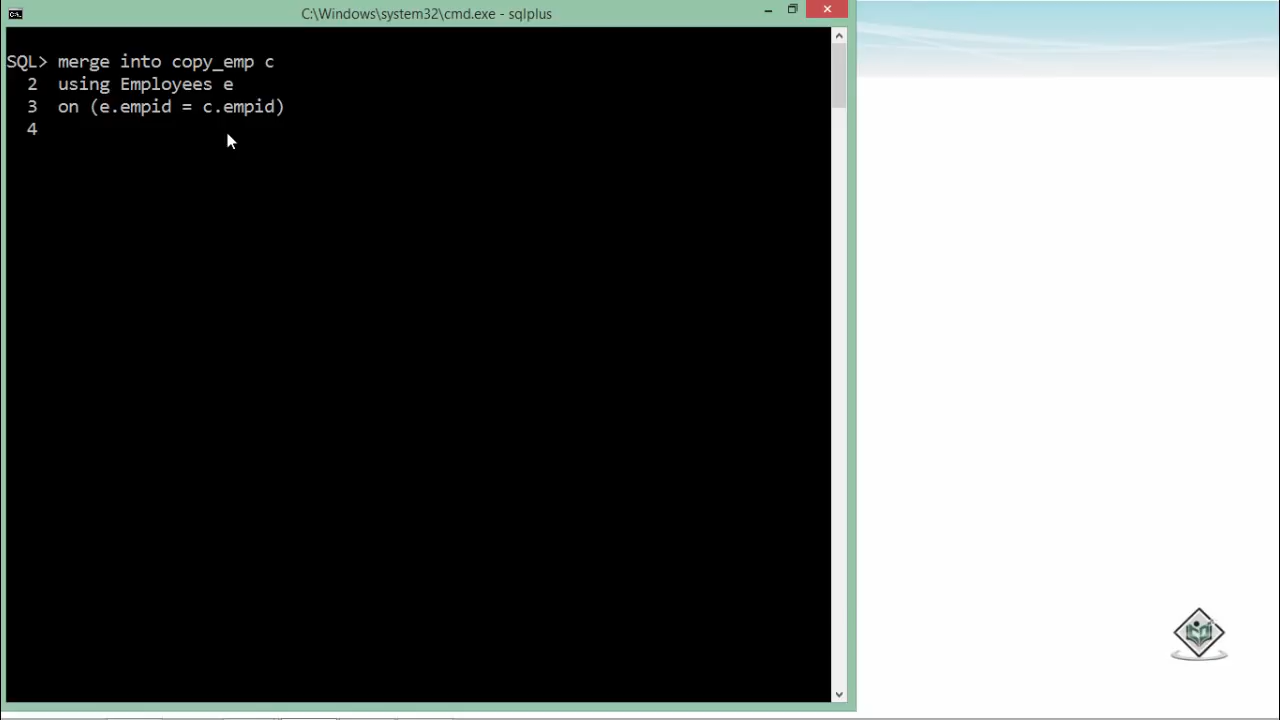 C:\Windows\system32\cmd.exe - sqlplus
SQL> merge into copy_emp c
2 using Employees e
3 on (e.empid = c.empid)
4